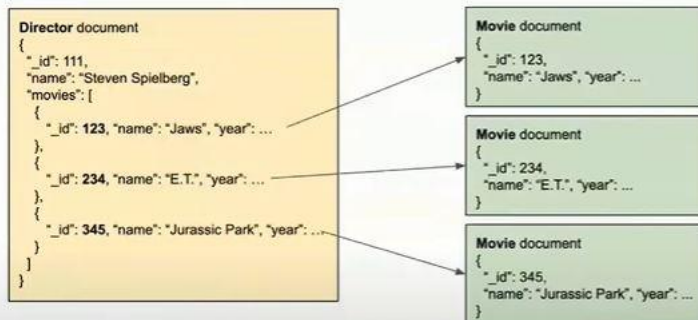 Director document
{
"_id": 111,
"name": “Steven Spielberg”,
"movies": [
{
"_id": 123, "name": “Jaws”, "year": ...
},
{
"_id": 234, "name": “E.T.”, "year": ...
},
{
"_id": 345, "name": “Jurassic Park”, "year": ...
}
]
}
Movie document
{
"_id": 123,
"name": “Jaws”, "year": ...
}
Movie document
{
"_id": 234,
"name": “E.T.”, "year": ...
}
Movie document
{
"_id": 345,
"name": “Jurassic Park”, "year": ...
}